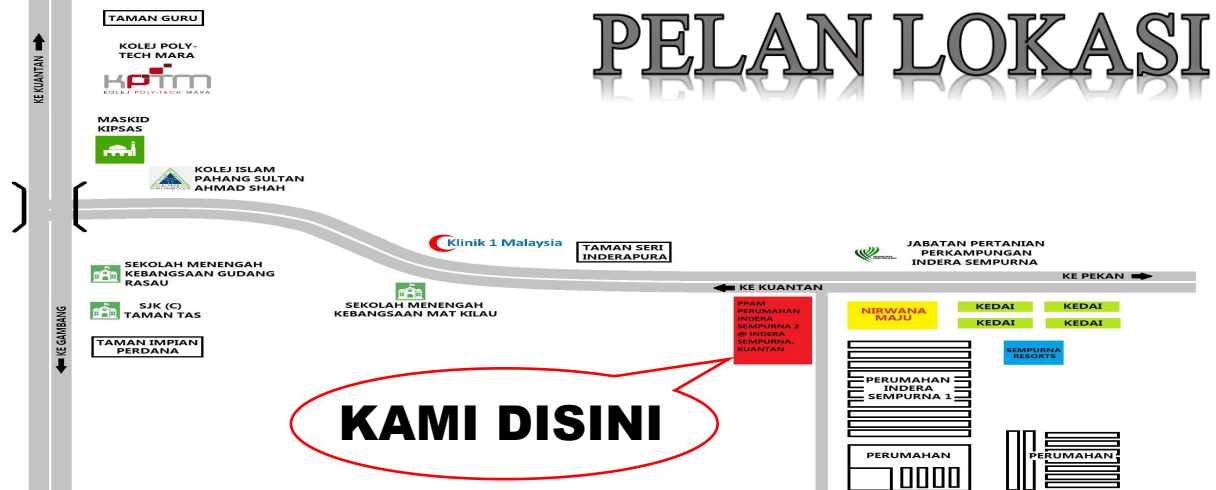 PELAN LOKASI
TAMAN GURU
KE KUANTAN
KOLEJ POLY-
TECH MARA
KPTM
KOLEJ POLY-TECH MARA
MASKID
KIPSAS
KOLEJ ISLAM
PAHANG SULTAN
AHMAD SHAH
Klinik 1 Malaysia
TAMAN SERI
INDERAPURA
JABATAN PERTANIAN
PERKAMPUNGAN
INDERA SEMPURNA
KE PEKAN
KE KUANTAN
SEKOLAH MENENGAH
KEBANGSAAN GUDANG
RASAU
SJK (C)
TAMAN TAS
SEKOLAH MENENGAH
KEBANGSAAN MAT KILAU
TAMAN IMPIAN
PERDANA
KE GAMBANG
PPAM
PERUMAHAN
INDERA
SEMPURNA 2
@ INDERA
SEMPURNA,
KUANTAN
NIRWANA
MAJU
KEDAI
KEDAI
KEDAI
KEDAI
SEMPURNA
RESORTS
PERUMAHAN
INDERA
SEMPURNA 1
KAMI DISINI
PERUMAHAN
PERUMAHAN